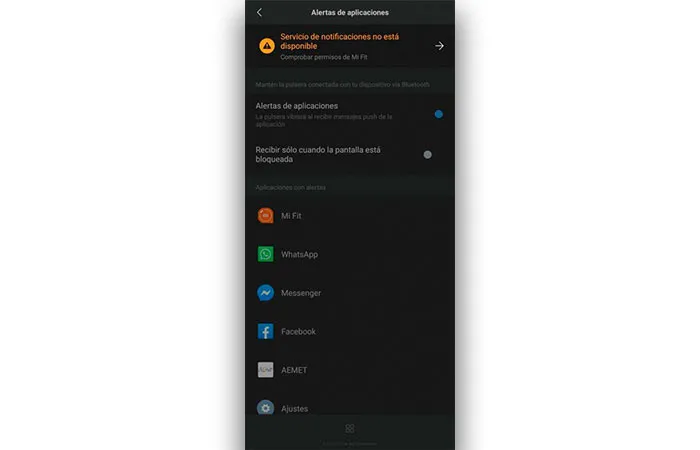 Alertas de aplicaciones
Servicio de notificaciones no está
disponible
Comprobar permisos de Mi Fit
Mantén la pulsera conectada con tu dispositivo vía Bluetooth
Alertas de aplicaciones
La pulsera vibrará al recibir mensajes push de la
aplicación
Recibir sólo cuando la pantalla está
bloqueada
Aplicaciones con alertas
Mi Fit
WhatsApp
Messenger
Facebook
AEMET
Ajustes